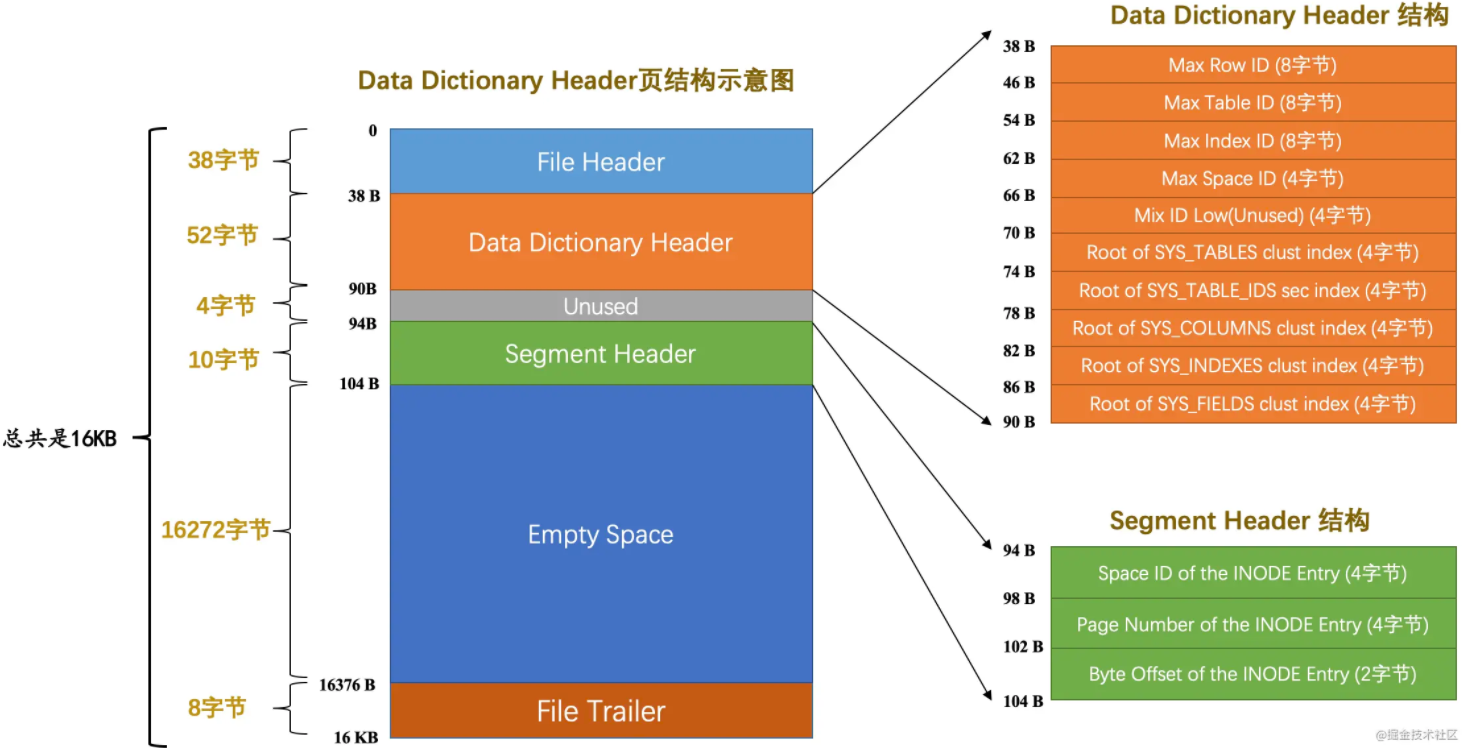 Data Dictionary Header页结构示意图
总共是16KB
38字节
52字节
4字节
10字节
16272字节
8字节
0
38 B
90B
94B
104 B
16376 B
16 KB
File Header
Data Dictionary Header
Unused
Segment Header
Empty Space
File Trailer
Data Dictionary Header 结构
38 B
Max Row ID (8字节)
46 B
Max Table ID (8字节)
54 B
Max Index ID (8字节)
62 B
Max Space ID (4字节)
66 B
Mix ID Low(Unused) (4字节)
70 B
Root of SYS_TABLES clust index (4字节)
74 B
Root of SYS_TABLE_IDS sec index (4字节)
78 B
Root of SYS_COLUMNS clust index (4字节)
82 B
Root of SYS_INDEXES clust index (4字节)
86 B
Root of SYS_FIELDS clust index (4字节)
90 B
Segment Header 结构
94 B
Space ID of the INODE Entry (4字节)
98 B
Page Number of the INODE Entry (4字节)
102 B
Byte Offset of the INODE Entry (2字节)
104 B
@掘金技术社区